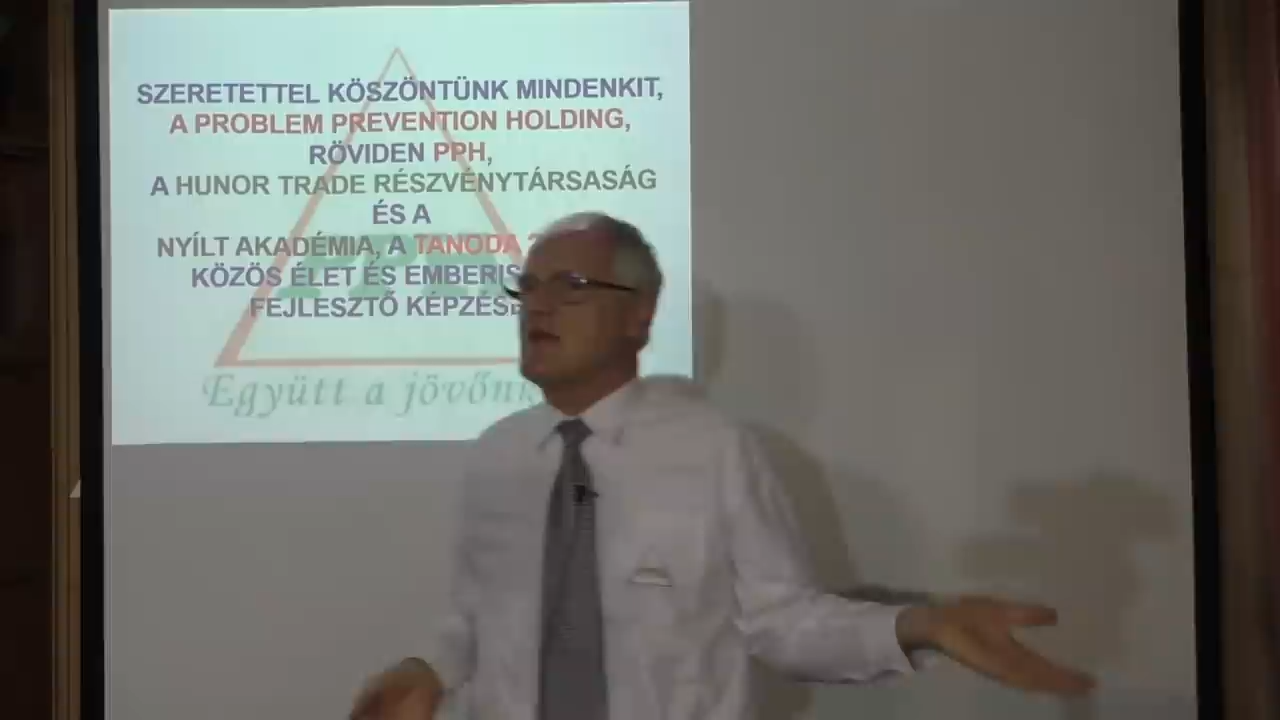 SZERETETTEL KÖSZÖNTÜNK MINDENKIT,
A PROBLEM PREVENTION HOLDING,
RÖVIDEN PPH,
A HUNOR TRADE RÉSZVÉNYTÁRSASÁG
ÉS A
NYÍLT AKADÉMIA, A TANODA
KÖZÖS ÉLET ÉS
FEJLESZTŐ
PPH
Együtt a